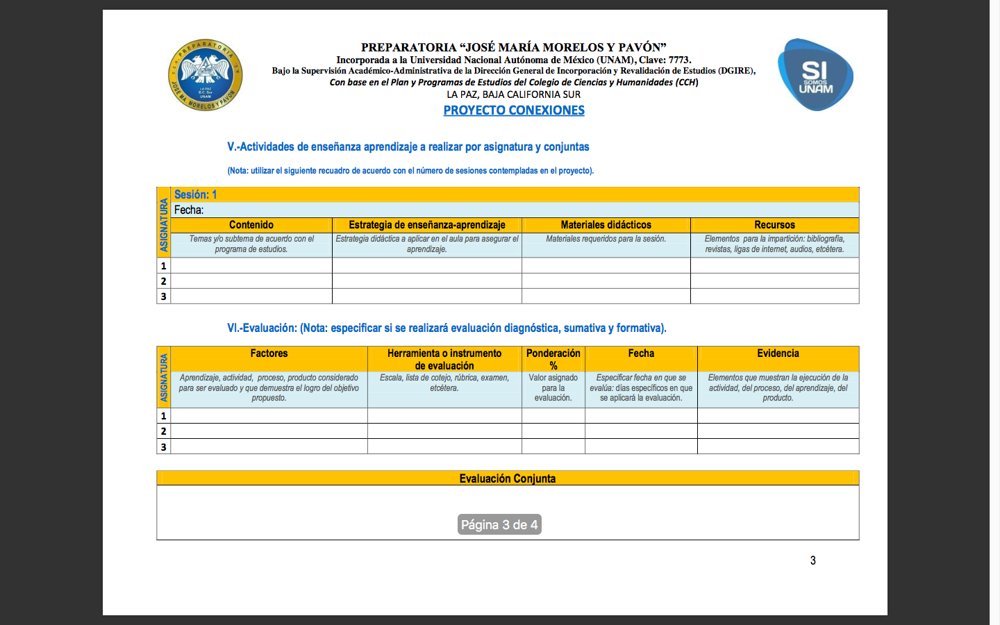 PREPARATORIA “JOSÉ MARÍA MORELOS Y PAVÓN”
Incorporada a la Universidad Nacional Autónoma de México (UNAM), Clave: 7773.
Bajo la Supervisión Académico-Administrativa de la Dirección General de Incorporación y Revalidación de Estudios (DGIRE),
Con base en el Plan y Programas de Estudios del Colegio de Ciencias y Humanidades (CCH)
LA PAZ, BAJA CALIFORNIA SUR
PROYECTO CONEXIONES
PREPARATORIA
JOSE MA. MORELOS Y PAVON
LA PAZ
B.C. Sur
UNAM
SI
SOMOS
UNAM
V.-Actividades de enseñanza aprendizaje a realizar por asignatura y conjuntas
(Nota: utilizar el siguiente recuadro de acuerdo con el número de sesiones contempladas en el proyecto).
ASIGNATURA
Sesión: 1
Fecha:
Contenido
Estrategia de enseñanza-aprendizaje
Materiales didácticos
Recursos
Temas y/o subtema de acuerdo con el
programa de estudios.
Estrategia didáctica a aplicar en el aula para asegurar el
aprendizaje.
Materiales requeridos para la sesión.
Elementos para la impartición: bibliografía,
revistas, ligas de internet, audios, etcétera.
1
2
3
VI.-Evaluación: (Nota: especificar si se realizará evaluación diagnóstica, sumativa y formativa).
ASIGNATURA
Factores
Herramienta o instrumento
de evaluación
Ponderación
%
Fecha
Evidencia
Aprendizaje, actividad, proceso, producto considerado
para ser evaluado y que demuestra el logro del objetivo
propuesto.
Escala, lista de cotejo, rúbrica, examen,
etcétera.
Valor asignado
para la
evaluación.
Especificar fecha en que se
evalúa: días específicos en que
se aplicará la evaluación.
Elementos que muestran la ejecución de la
actividad, del proceso, del aprendizaje, del
producto.
1
2
3
Evaluación Conjunta
Página 3 de 4
3